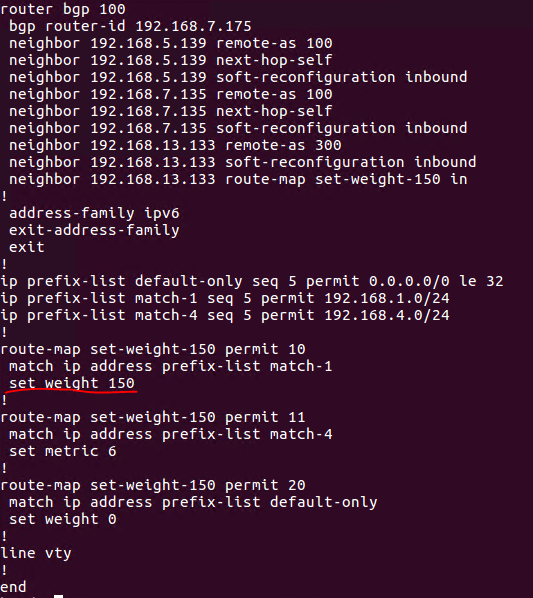 router bgp 100
 bgp router-id 192.168.7.175
 neighbor 192.168.5.139 remote-as 100
 neighbor 192.168.5.139 next-hop-self
 neighbor 192.168.5.139 soft-reconfiguration inbound
 neighbor 192.168.7.135 remote-as 100
 neighbor 192.168.7.135 next-hop-self
 neighbor 192.168.7.135 soft-reconfiguration inbound
 neighbor 192.168.13.133 remote-as 300
 neighbor 192.168.13.133 soft-reconfiguration inbound
 neighbor 192.168.13.133 route-map set-weight-150 in
!
 address-family ipv6
 exit-address-family
 exit
!
ip prefix-list default-only seq 5 permit 0.0.0.0/0 le 32
ip prefix-list match-1 seq 5 permit 192.168.1.0/24
ip prefix-list match-4 seq 5 permit 192.168.4.0/24
!
route-map set-weight-150 permit 10
 match ip address prefix-list match-1
 set weight 150
!
route-map set-weight-150 permit 11
 match ip address prefix-list match-4
 set metric 6
!
route-map set-weight-150 permit 20
 match ip address prefix-list default-only
 set weight 0
!
line vty
!
end